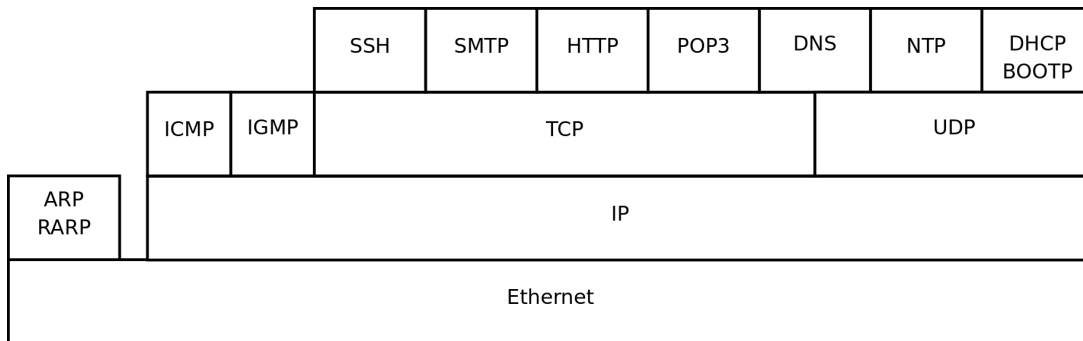 SSH
SMTP
HTTP
POP3
DNS
NTP
DHCP
BOOTP
ICMP
IGMP
TCP
UDP
ARP
RARP
IP
Ethernet